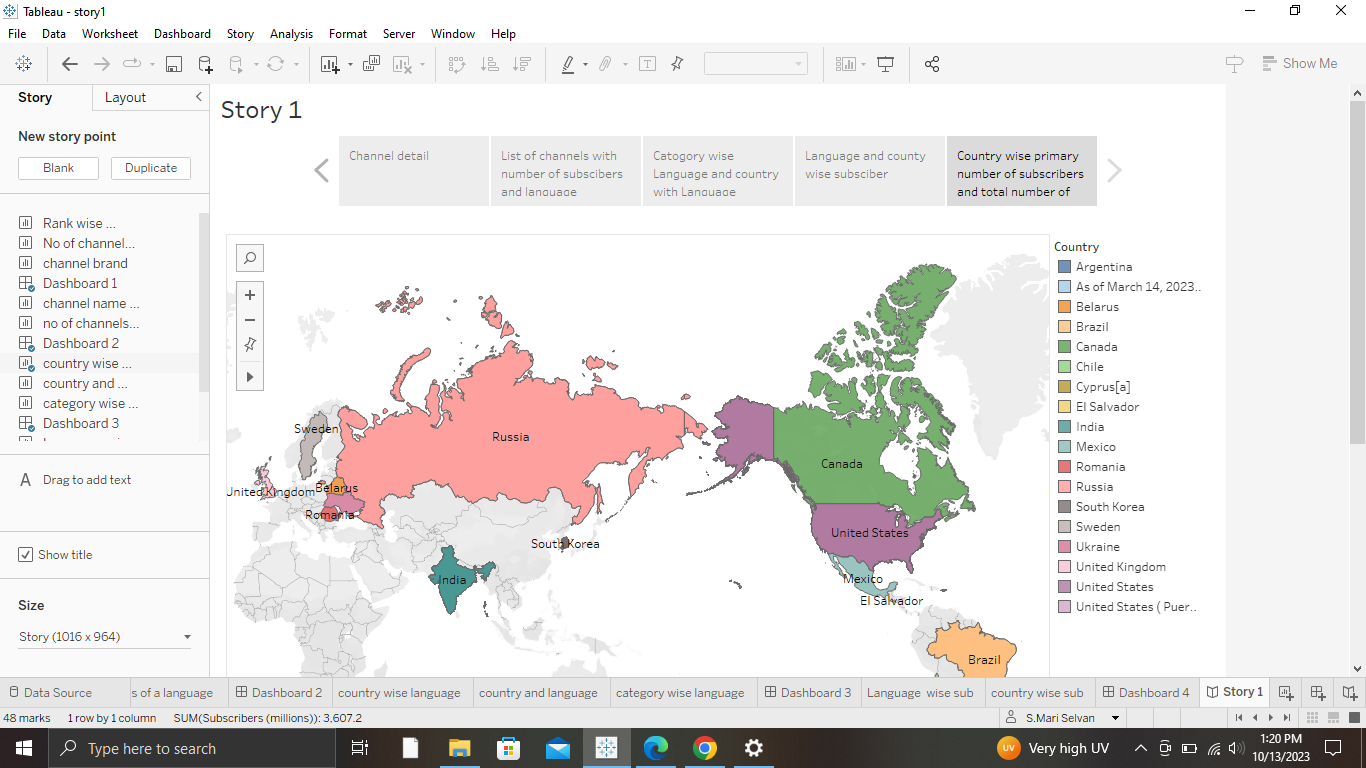 Tableau - story1
File Data Worksheet Dashboard Story Analysis Format Server Window Help
Show Me
Story Layout
New story point
Blank Duplicate
Rank wise ...
No of channel...
channel brand
Dashboard 1
channel name ...
no of channels...
Dashboard 2
country wise ...
country and ...
category wise ...
Dashboard 3
A Drag to add text
Show title
Size
Story (1016 x 964)
Story 1
Channel detail
List of channels with
number of subscibers
and language
Catogory wise
Language and country
with Language
Language and county
wise subsciber
Country wise primary
number of subscribers
and total number of
Sweden
Russia
United Kingdom
Belarus
Romania
South Korea
India
Canada
United States
Mexico
El Salvador
Brazil
Country
Argentina
As of March 14, 2023..
Belarus
Brazil
Canada
Chile
Cyprus[a]
El Salvador
India
Mexico
Romania
Russia
South Korea
Sweden
Ukraine
United Kingdom
United States
United States ( Puer..
Data Source s of a language Dashboard 2 country wise language country and language category wise language Dashboard 3 Language wise sub country wise sub Dashboard 4 Story 1
48 marks 1 row by 1 column SUM(Subscribers (millions)): 3,607.2 S.Mari Selvan
Type here to search
UV Very high UV
1:20 PM
10/13/2023